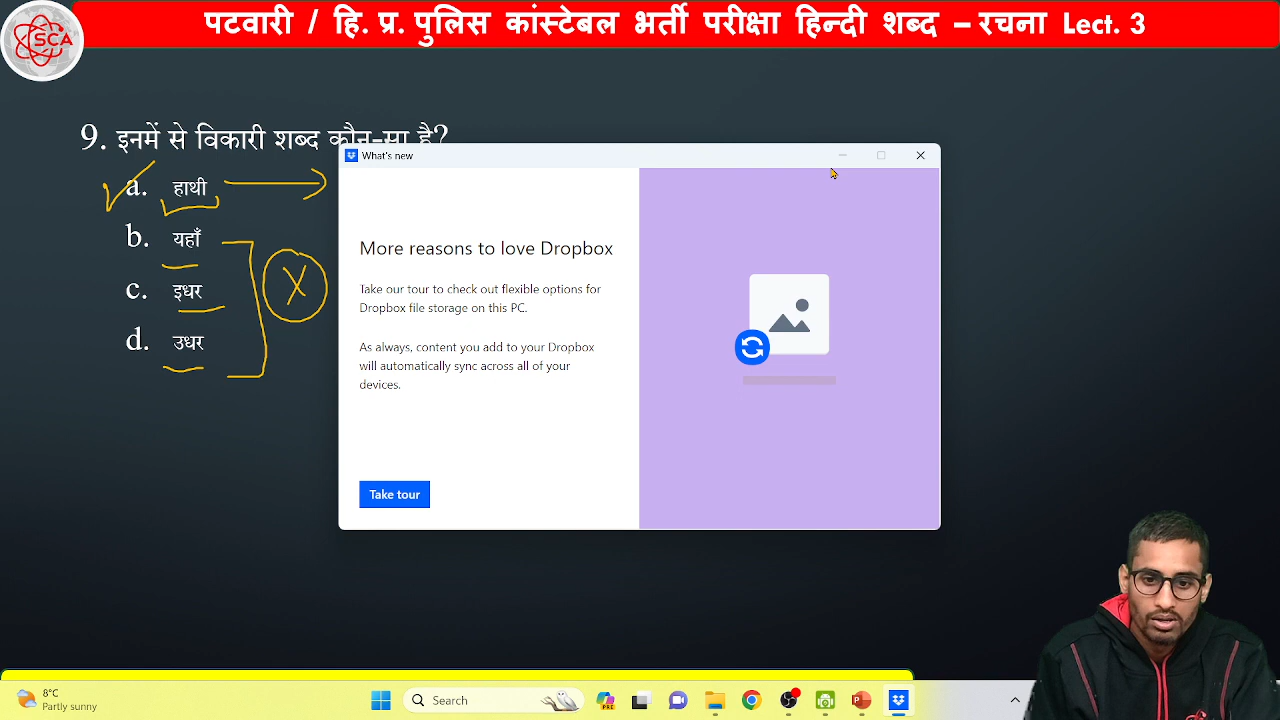 पटवारी / हि. प्र. पुलिस कांस्टेबल भर्ती परीक्षा हिन्दी शब्द – रचना Lect. 3
SCA
9. इनमें से विकारी शब्द कौन-सा है?
a. हाथी
b. यहाँ
c. इधर
d. उधर
X
What's new
More reasons to love Dropbox
Take our tour to check out flexible options for
Dropbox file storage on this PC.
As always, content you add to your Dropbox
will automatically sync across all of your
devices.
Take tour
8°C
Partly sunny
Search
PRE